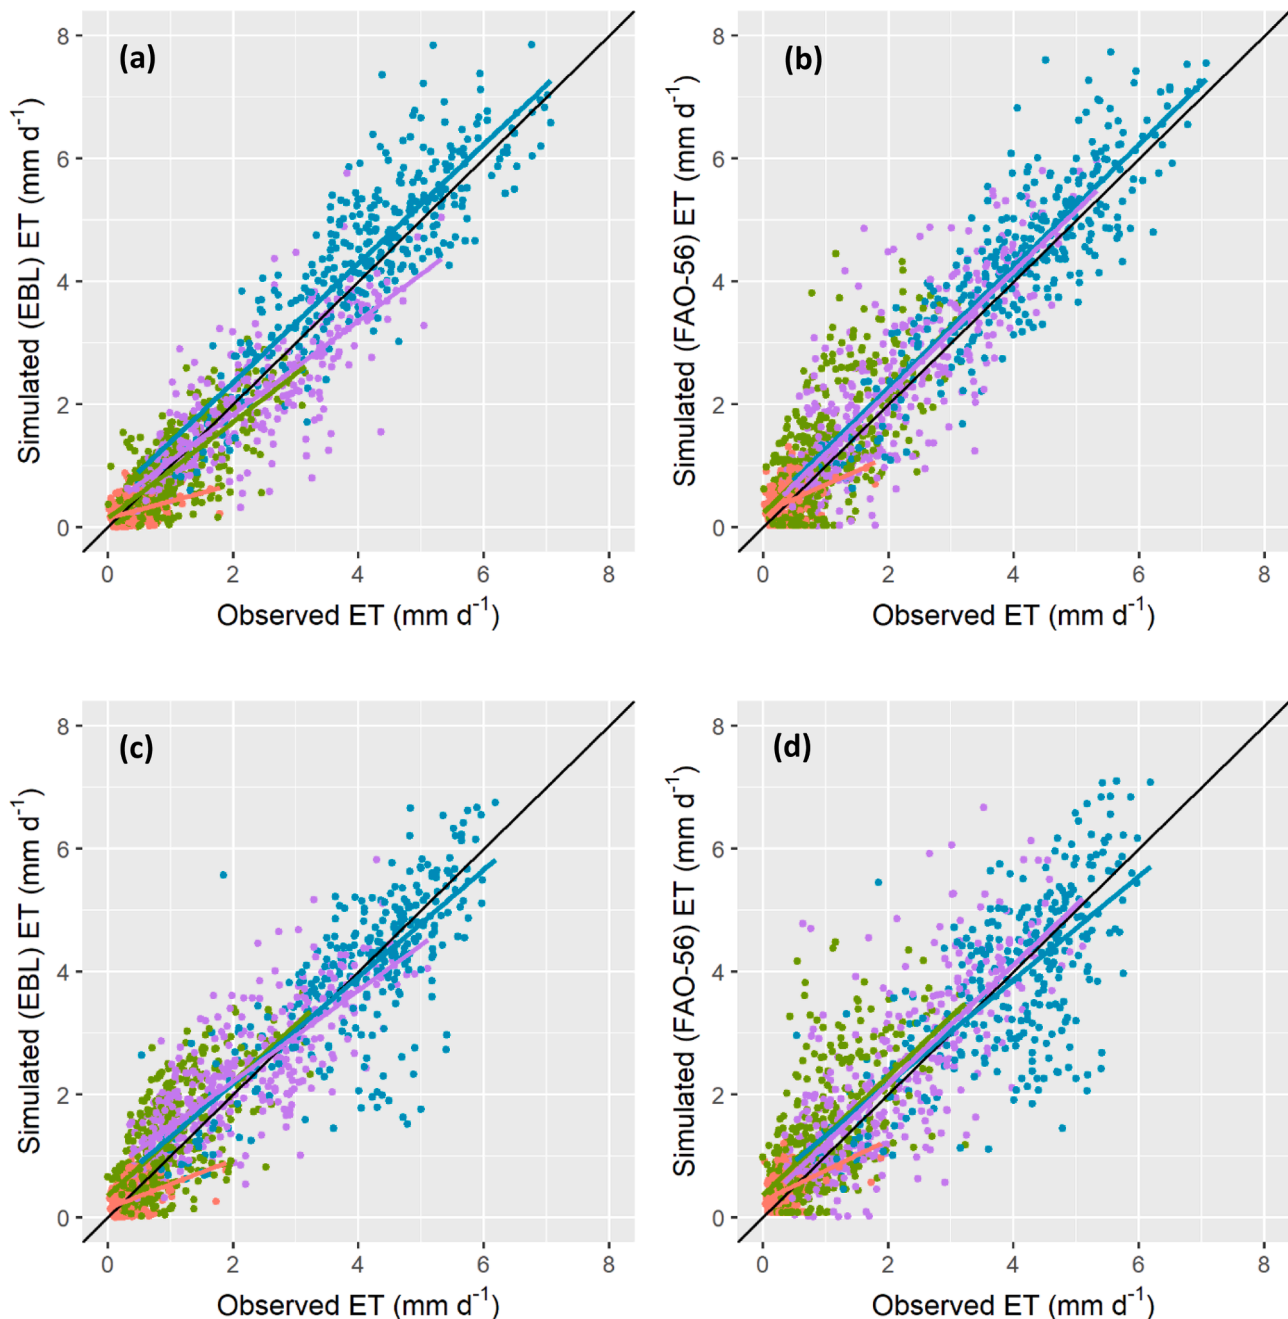 (a)
Simulated (EBL) ET (mm d⁻¹)
8
6
4
2
0
0 2 4 6 8
Observed ET (mm d⁻¹)
(b)
Simulated (FAO-56) ET (mm d⁻¹)
8
6
4
2
0
0 2 4 6 8
Observed ET (mm d⁻¹)
(c)
Simulated (EBL) ET (mm d⁻¹)
8
6
4
2
0
0 2 4 6 8
Observed ET (mm d⁻¹)
(d)
Simulated (FAO-56) ET (mm d⁻¹)
8
6
4
2
0
0 2 4 6 8
Observed ET (mm d⁻¹)